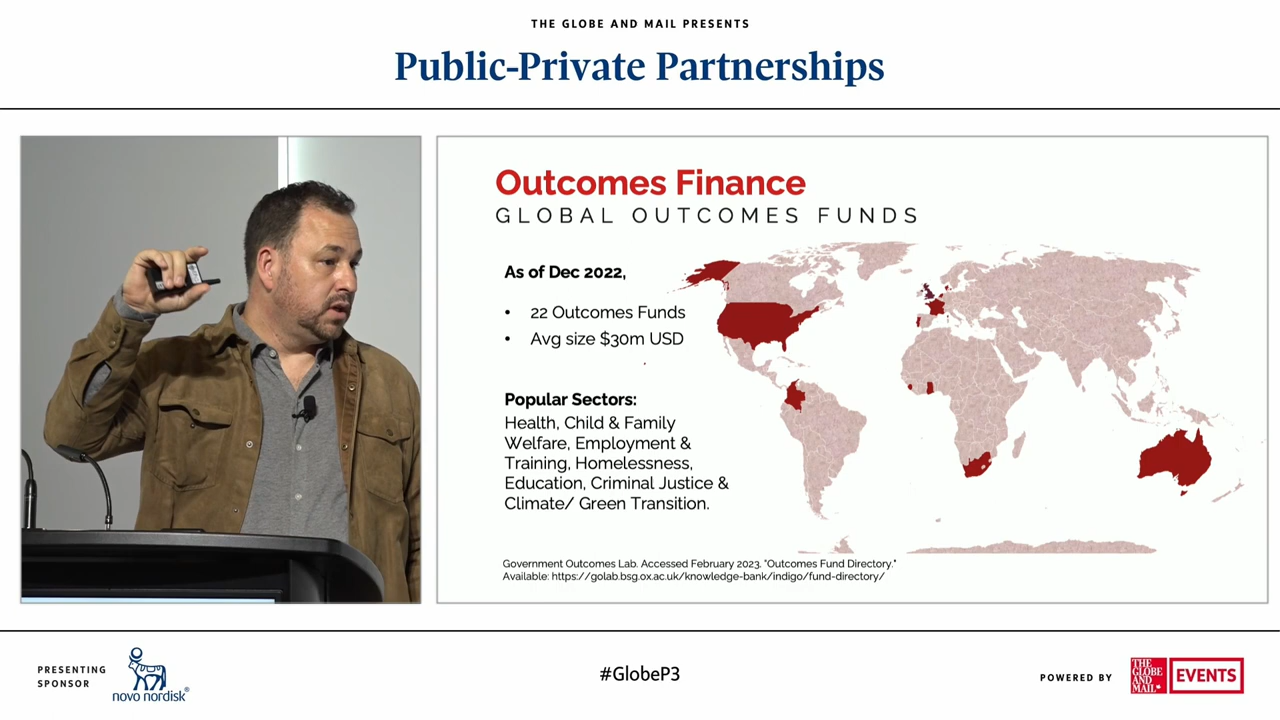 THE GLOBE AND MAIL PRESENTS
Public-Private Partnerships
Outcomes Finance
GLOBAL OUTCOMES FUNDS
As of Dec 2022,
• 22 Outcomes Funds
• Avg size $30m USD
Popular Sectors:
Health, Child & Family
Welfare, Employment &
Training, Homelessness,
Education, Criminal Justice &
Climate/ Green Transition.
Government Outcomes Lab. Accessed February 2023. "Outcomes Fund Directory."
Available: https://golab.bsg.ox.ac.uk/knowledge-bank/indigo/fund-directory/
PRESENTING
SPONSOR
novo nordisk®
#GlobeP3
POWERED BY
THE
GLOBE
AND
MAIL
EVENTS